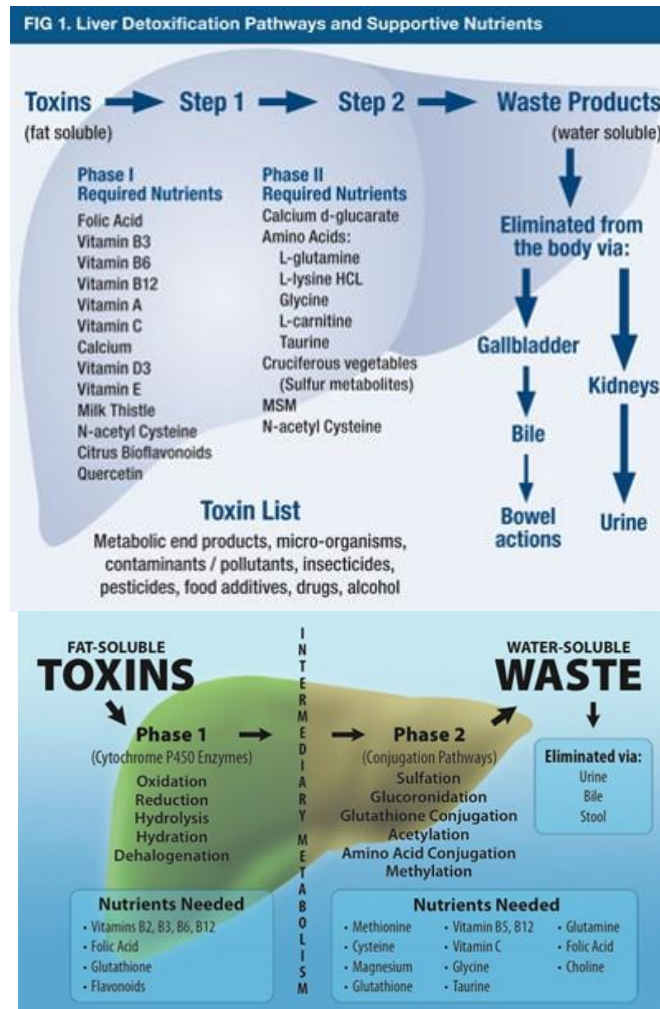 FIG 1. Liver Detoxification Pathways and Supportive Nutrients
Toxins
(fat soluble)
Step 1
Step 2
Waste Products
(water soluble)
Phase I
Required Nutrients
Folic Acid
Vitamin B3
Vitamin B6
Vitamin B12
Vitamin A
Vitamin C
Calcium
Vitamin D3
Vitamin E
Milk Thistle
N-acetyl Cysteine
Citrus Bioflavonoids
Quercetin
Phase II
Required Nutrients
Calcium d-glucarate
Amino Acids:
L-glutamine
L-lysine HCL
Glycine
L-carnitine
Taurine
Cruciferous vegetables
(Sulfur metabolites)
MSM
N-acetyl Cysteine
Eliminated from
the body via:
Gallbladder
Bile
Bowel
actions
Kidneys
Urine
Toxin List
Metabolic end products, micro-organisms,
contaminants / pollutants, insecticides,
pesticides, food additives, drugs, alcohol
FAT-SOLUBLE
TOXINS
Phase 1
(Cytochrome P450 Enzymes)
Oxidation
Reduction
Hydrolysis
Hydration
Dehalogenation
Nutrients Needed
• Vitamins B2, B3, B6, B12
• Folic Acid
• Glutathione
• Flavonoids
INTERMEDIARY METABOLISM
Phase 2
(Conjugation Pathways)
Sulfation
Glucoronidation
Glutathione Conjugation
Acetylation
Amino Acid Conjugation
Methylation
Nutrients Needed
• Methionine
• Cysteine
• Magnesium
• Glutathione
• Vitamin B5, B12
• Vitamin C
• Glycine
• Taurine
• Glutamine
• Folic Acid
• Choline
WATER-SOLUBLE
WASTE
Eliminated via:
Urine
Bile
Stool